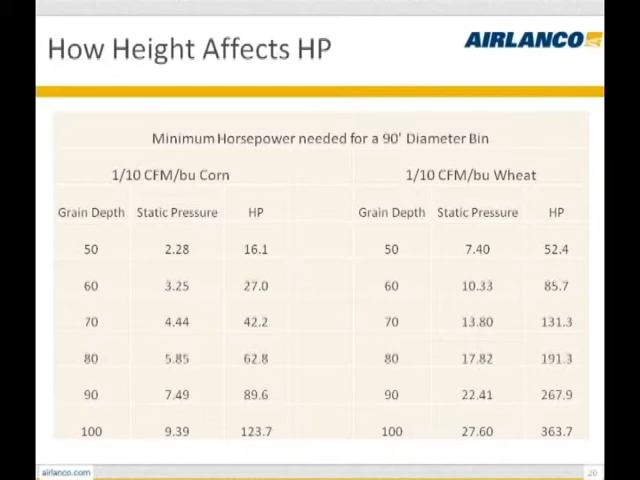 How Height Affects HP
AIRLANCO
Minimum Horsepower needed for a 90' Diameter Bin
1/10 CFM/bu Corn 1/10 CFM/bu Wheat
Grain Depth Static Pressure HP Grain Depth Static Pressure HP
50 2.28 16.1 50 7.40 52.4
60 3.25 27.0 60 10.33 85.7
70 4.44 42.2 70 13.80 131.3
80 5.85 62.8 80 17.82 191.3
90 7.49 89.6 90 22.41 267.9
100 9.39 123.7 100 27.60 363.7
airlanco.com 20